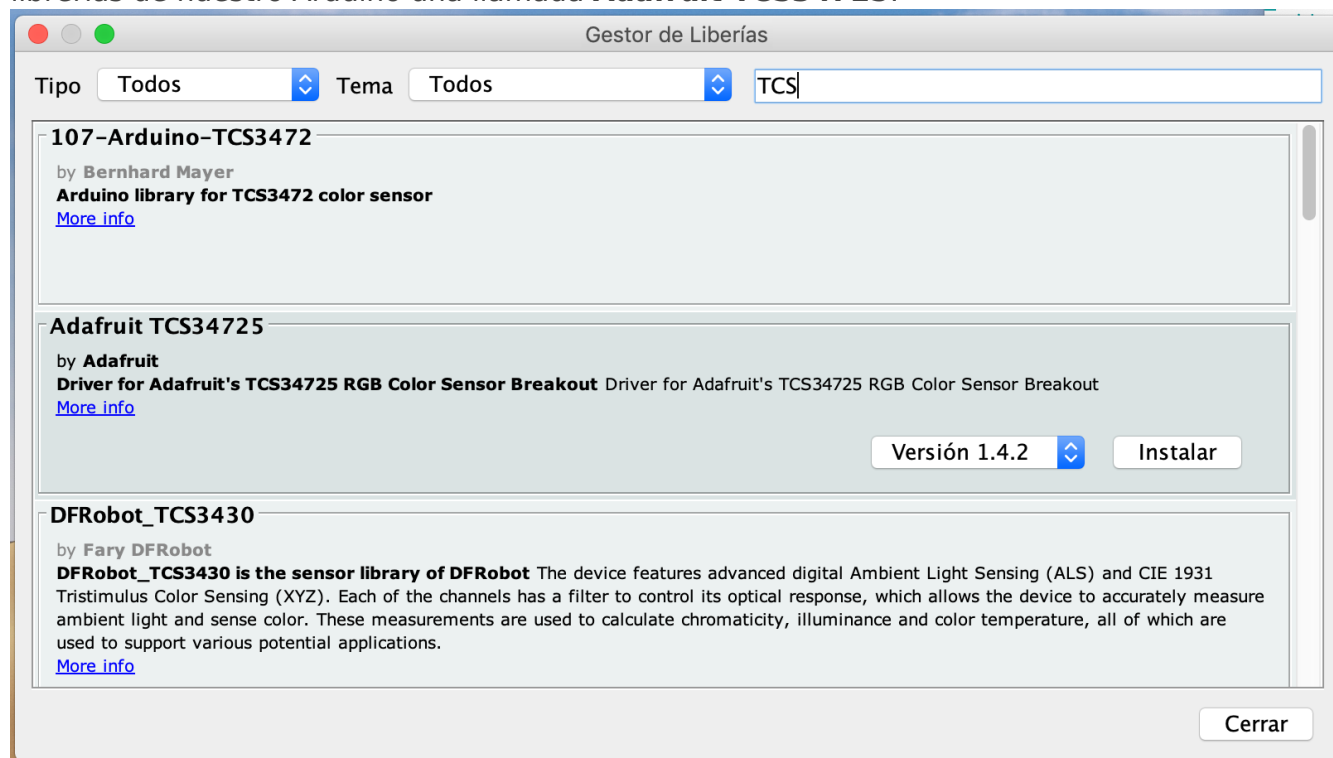 Gestor de Liberías
Tipo Todos Tema Todos TCS
107-Arduino-TCS3472
by Bernhard Mayer
Arduino library for TCS3472 color sensor
More info
Adafruit TCS34725
by Adafruit
Driver for Adafruit's TCS34725 RGB Color Sensor Breakout Driver for Adafruit's TCS34725 RGB Color Sensor Breakout
More info
Versión 1.4.2 Instalar
DFRobot_TCS3430
by Fary DFRobot
DFRobot_TCS3430 is the sensor library of DFRobot The device features advanced digital Ambient Light Sensing (ALS) and CIE 1931
Tristimulus Color Sensing (XYZ). Each of the channels has a filter to control its optical response, which allows the device to accurately measure
ambient light and sense color. These measurements are used to calculate chromaticity, illuminance and color temperature, all of which are
used to support various potential applications.
More info
Cerrar